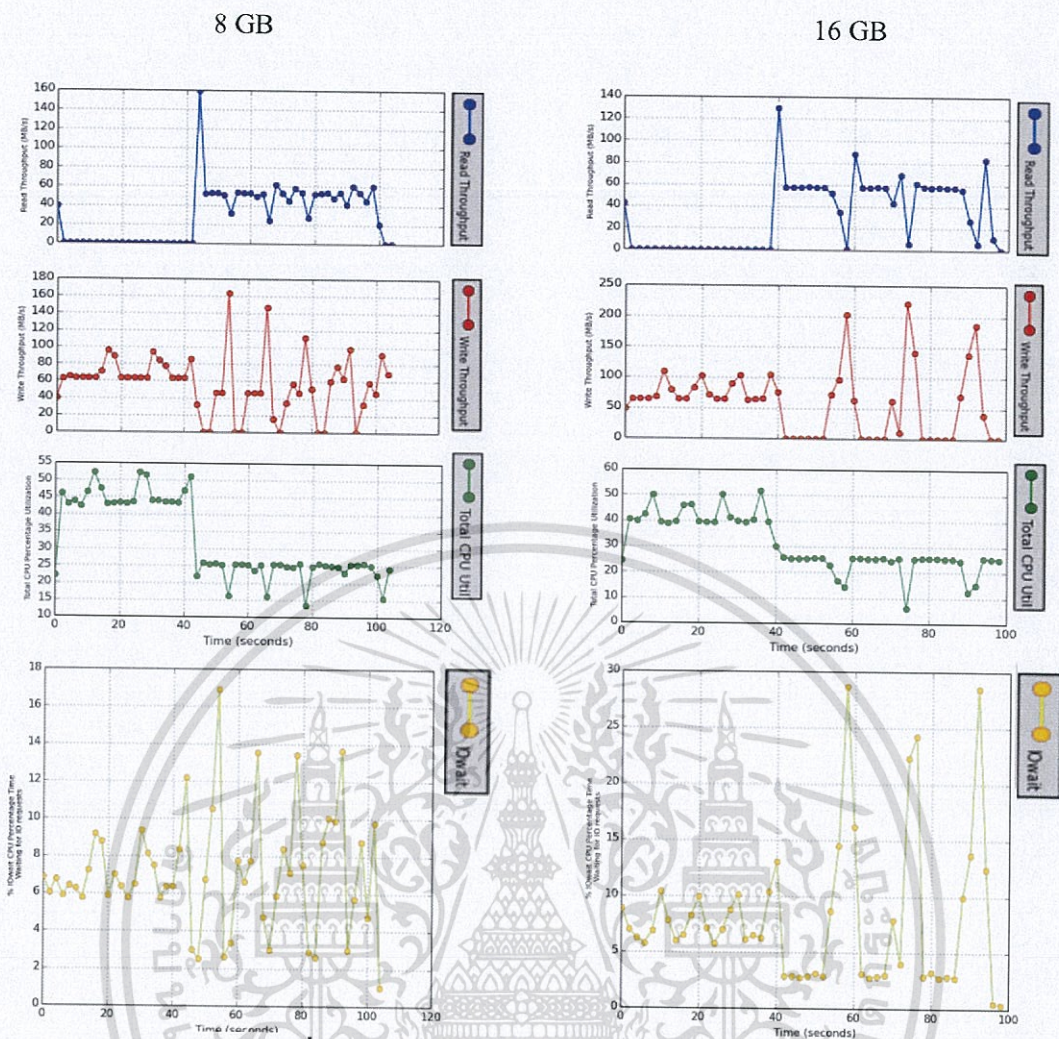 8 GB
16 GB
160
140
120
100
80
60
40
20
0
Read Throughput (MB/s)
Read Throughput
140
120
100
80
60
40
20
0
Read Throughput (MB/s)
Read Throughput
180
160
140
120
100
80
60
40
20
0
Write Throughput (MB/s)
Write Throughput
250
200
150
100
50
0
Write Throughput (MB/s)
Write Throughput
55
50
45
40
35
30
25
20
15
10
Total CPU Percentage Utilization
0 20 40 60 80 100 120
Time (seconds)
Total CPU Util
60
50
40
30
20
10
0
Total CPU Percentage Utilization
0 20 40 60 80 100
Time (seconds)
Total CPU Util
18
16
14
12
10
8
6
4
2
0
% IOwait CPU Percentage Time
Waiting for IO requests
0 20 40 60 80 100 120
Time (seconds)
IOwait
30
25
20
15
10
5
0
% IOwait CPU Percentage Time
Waiting for IO requests
0 20 40 60 80 100
Time (seconds)
IOwait